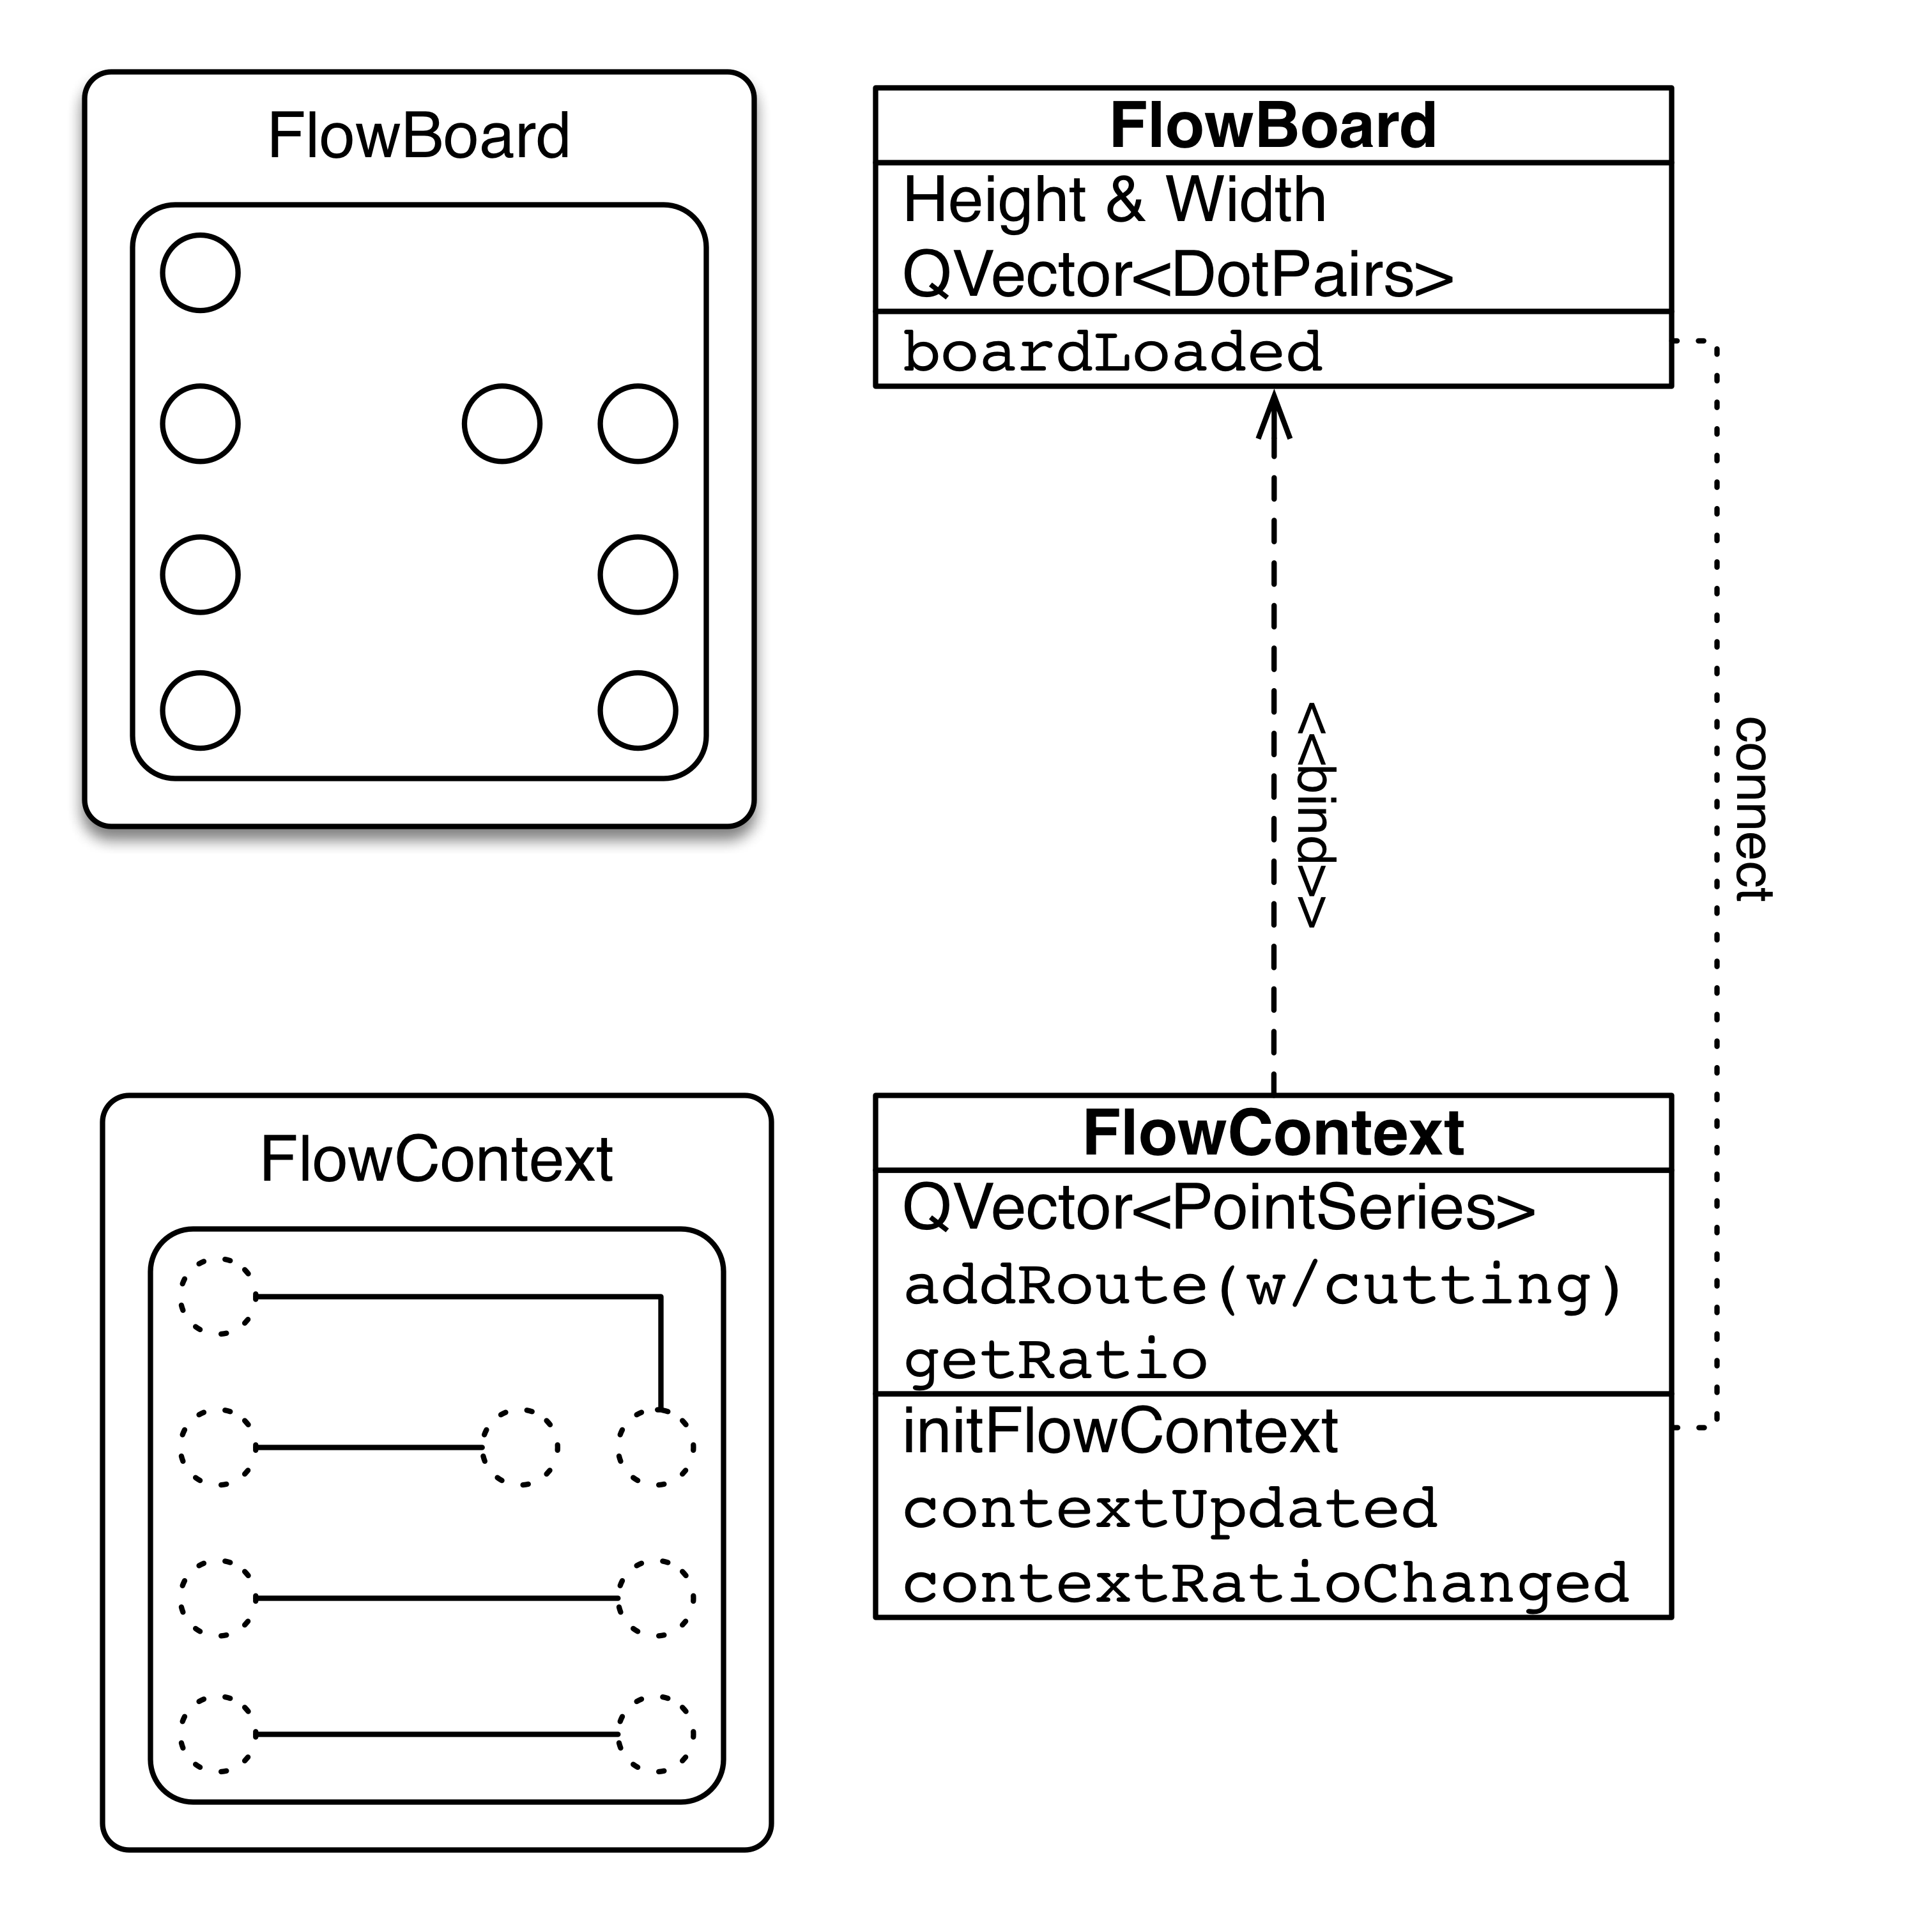 FlowBoard
FlowBoard
Height & Width
QVector<DotPairs>
boardLoaded
<<bind>>
connect
FlowContext
FlowContext
QVector<PointSeries>
addRoute(w/cutting)
getRatio
initFlowContext
contextUpdated
contextRatioChanged